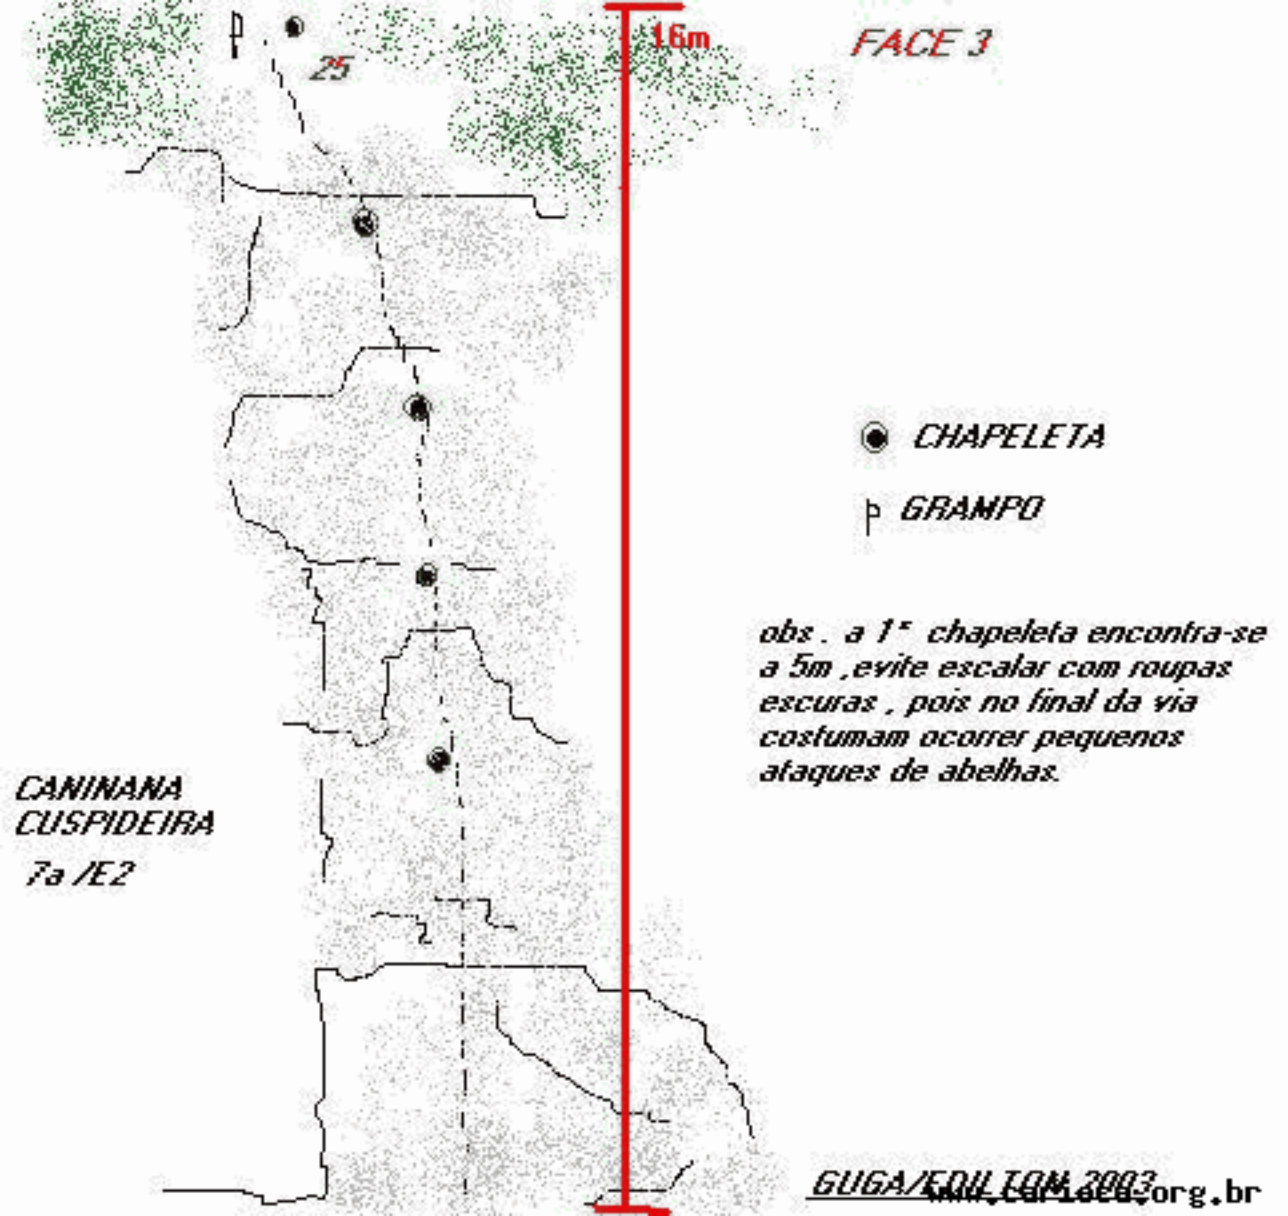 16m
FACE 3
25
CHAPELETA
GRAMPO
obs . a 1ª chapeleta encontra-se
a 5m ,evite escalar com roupas
escuras , pois no final da via
costumam ocorrer pequenos
ataques de abelhas.
CANINANA
CUSPIDEIRA
7a /E2
GUGA/EDILTOM 2003
www.carioca.org.br